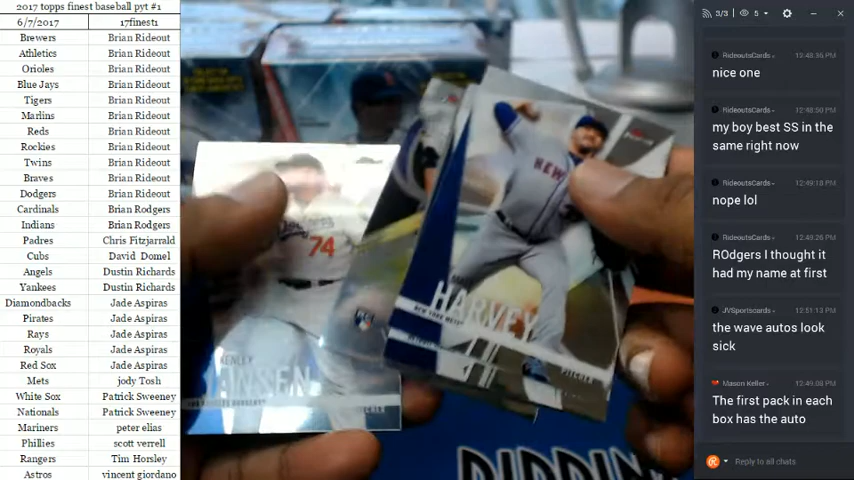 2017 topps finest baseball pyt #1
6/7/2017 17finest1
Brewers Brian Rideout
Athletics Brian Rideout
Orioles Brian Rideout
Blue Jays Brian Rideout
Tigers Brian Rideout
Marlins Brian Rideout
Reds Brian Rideout
Rockies Brian Rideout
Twins Brian Rideout
Braves Brian Rideout
Dodgers Brian Rideout
Cardinals Brian Rodgers
Indians Brian Rodgers
Padres Chris Fitzjarrald
Cubs David Domel
Angels Dustin Richards
Yankees Dustin Richards
Diamondbacks Jade Aspiras
Pirates Jade Aspiras
Rays Jade Aspiras
Royals Jade Aspiras
Red Sox Jade Aspiras
Mets jody Tosh
White Sox Patrick Sweeney
Nationals Patrick Sweeney
Mariners peter elias
Phillies scott verrell
Rangers Tim Horsley
Astros vincent giordano
74
JANSEN
NEW
HARVEY
NEW YORK METS
PITCHER
3/3 5
RideoutsCards 12:48:36 PM
nice one
RideoutsCards 12:48:50 PM
my boy best SS in the
same right now
RideoutsCards 12:49:18 PM
nope lol
RideoutsCards 12:49:26 PM
ROdgers I thought it
had my name at first
JVSportscards 12:51:13 PM
the wave autos look
sick
Mason Keller 12:49:08 PM
The first pack in each
box has the auto
Reply to all chats